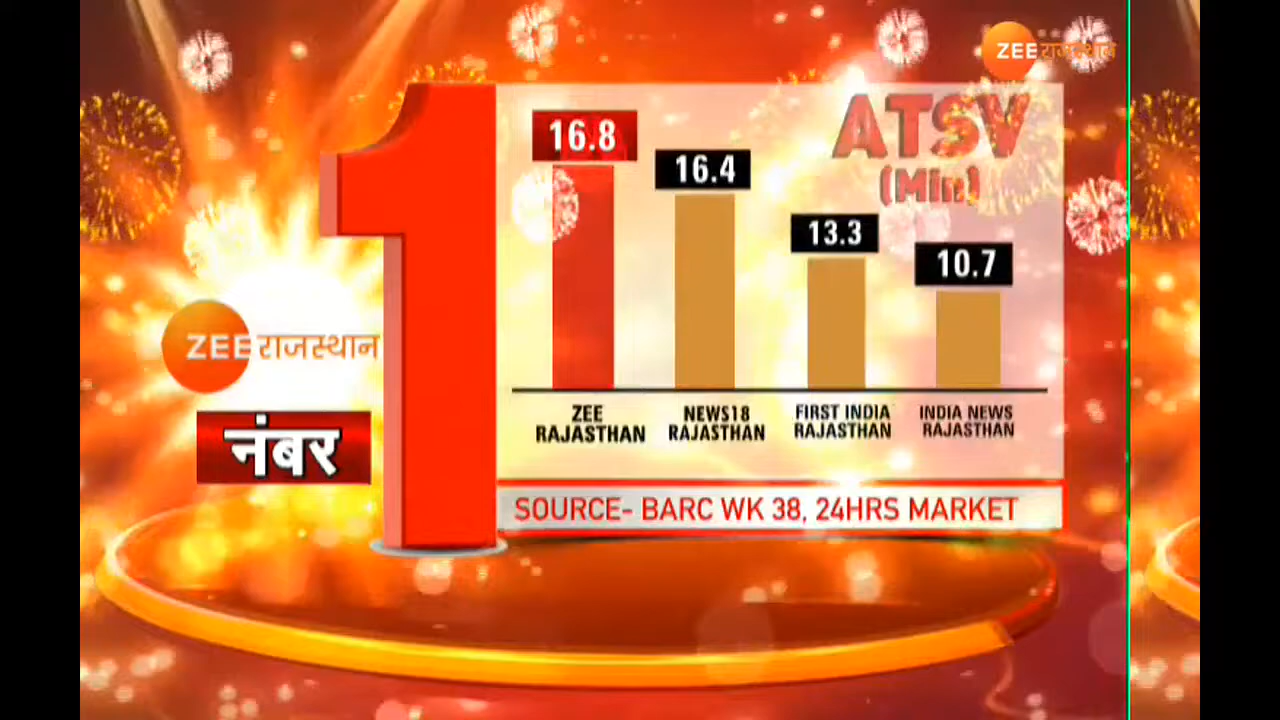 ZEE राजस्थान
ATSV
(Min)
16.8
16.4
13.3
10.7
ZEE राजस्थान
नंबर
1
ZEE
RAJASTHAN
NEWS18
RAJASTHAN
FIRST INDIA
RAJASTHAN
INDIA NEWS
RAJASTHAN
SOURCE- BARC WK 38, 24HRS MARKET